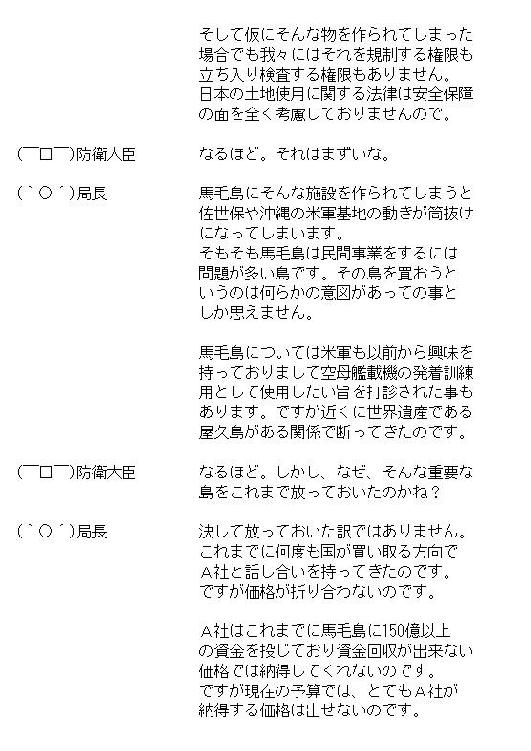 そして仮にそんな物を作られてしまった
場合でも我々にはそれを規制する権限も
立ち入り検査する権限もありません。
日本の土地使用に関する法律は安全保障
の面を全く考慮しておりませんので。
(￣□￣)防衛大臣 なるほど。それはまずいな。
(｀○´)局長 馬毛島にそんな施設を作られてしまうと
佐世保や沖縄の米軍基地の動きが筒抜け
になってしまいます。
そもそも馬毛島は民間事業をするには
問題が多い島です。その島を買おうと
いうのは何らかの意図があっての事と
しか思えません。
馬毛島については米軍も以前から興味を
持っておりまして空母艦載機の発着訓練
用として使用したい旨を打診された事も
あります。ですが近くに世界遺産である
屋久島がある関係で断ってきたのです。
(￣□￣)防衛大臣 なるほど。しかし、なぜ、そんな重要な
島をこれまで放っておいたのかね？
(｀○´)局長 決して放っておいた訳ではありません。
これまでに何度も国が買い取る方向で
Ａ社と話し合いを持ってきたのです。
ですが価格が折り合わないのです。
Ａ社はこれまでに馬毛島に150億以上
の資金を投じており資金回収が出来ない
価格では納得してくれないのです。
ですが現在の予算では、とてもＡ社が
納得する価格は出せないのです。